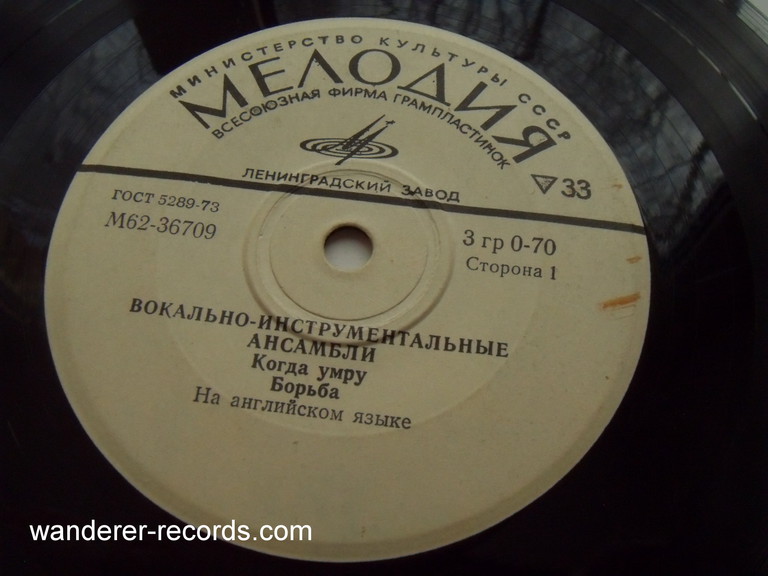 МИНИСТЕРСТВО КУЛЬТУРЫ СССР
МЕЛОДИЯ
ВСЕСОЮЗНАЯ ФИРМА ГРАМПЛАСТИНОК
ЛЕНИНГРАДСКИЙ ЗАВОД
33
ГОСТ 5289-73
М62-36709
3 гр 0-70
Сторона 1
ВОКАЛЬНО-ИНСТРУМЕНТАЛЬНЫЕ
АНСАМБЛИ
Когда умру
Борьба
На английском языке
wanderer-records.com